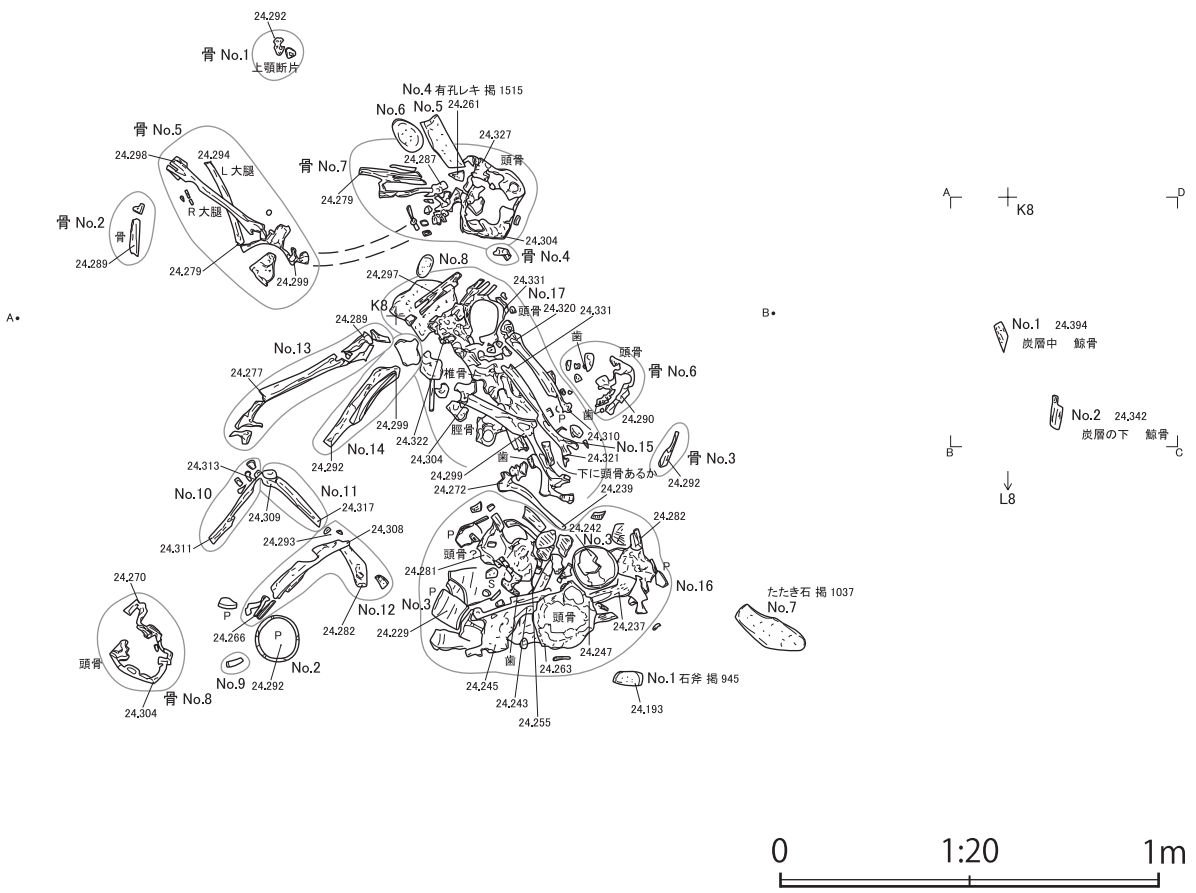 24.292
骨 No.1
上顎断片
No.4 有孔レキ 掲 1515
No.6
No.5
24.261
24.327
頭骨
24.287
骨 No.7
24.279
24.304
骨 No.4
骨 No.5
24.298
24.294
L 大腿
R 大腿
骨 No.2
骨
24.289
24.279
24.299
A
D
K8
A
B
No.8
24.297
K8
24.331
No.17
頭骨
24.320
24.331
24.289
No.13
24.277
歯
頭骨
骨 No.6
椎骨
歯
24.290
24.299
24.322
P
脛骨
24.310
No.15
24.292
No.14
24.304
歯
24.321
24.299
下に頭骨あるか
骨 No.3
24.292
24.272
24.239
No.1
24.394
炭層中 鯨骨
No.2
24.342
炭層の下 鯨骨
B
C
L8
24.313
No.10
No.11
24.309
24.317
24.311
24.293
24.308
24.242
24.282
P
No.3
頭骨?
24.281
S
P
No.16
24.270
P
No.3
No.12
P
24.229
頭骨
24.237
24.266
24.282
P
24.247
たたき石 掲 1037
No.7
頭骨
No.2
歯
24.263
No.9
24.292
24.245
No.1 石斧 掲 945
骨 No.8
24.304
24.243
24.193
24.255
0
1:20
1m